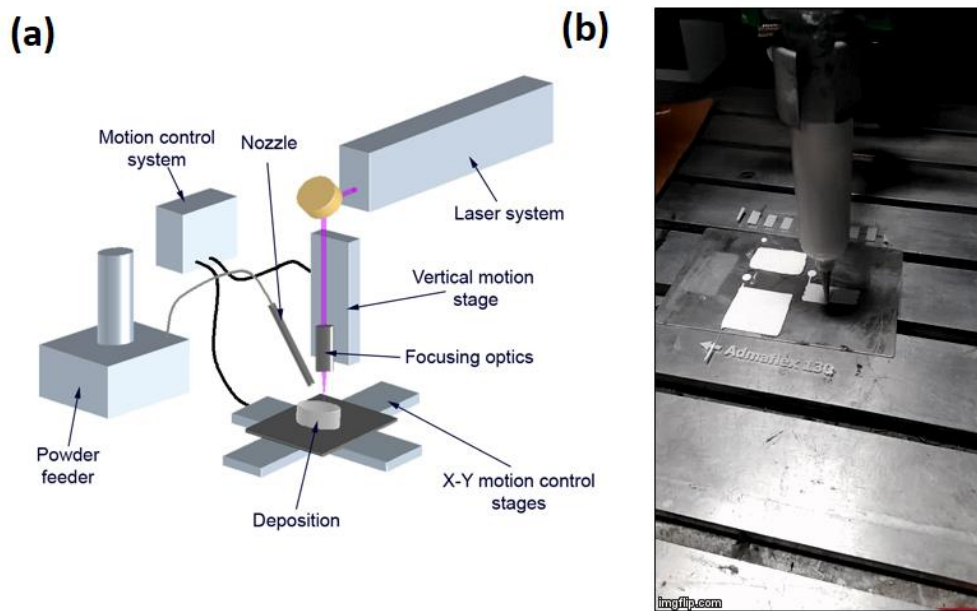 (a)
(b)
Nozzle
Motion control
system
Laser system
Vertical motion
stage
Focusing optics
Powder
feeder
X-Y motion control
stages
Deposition
Admaflex 130
imgflip.com